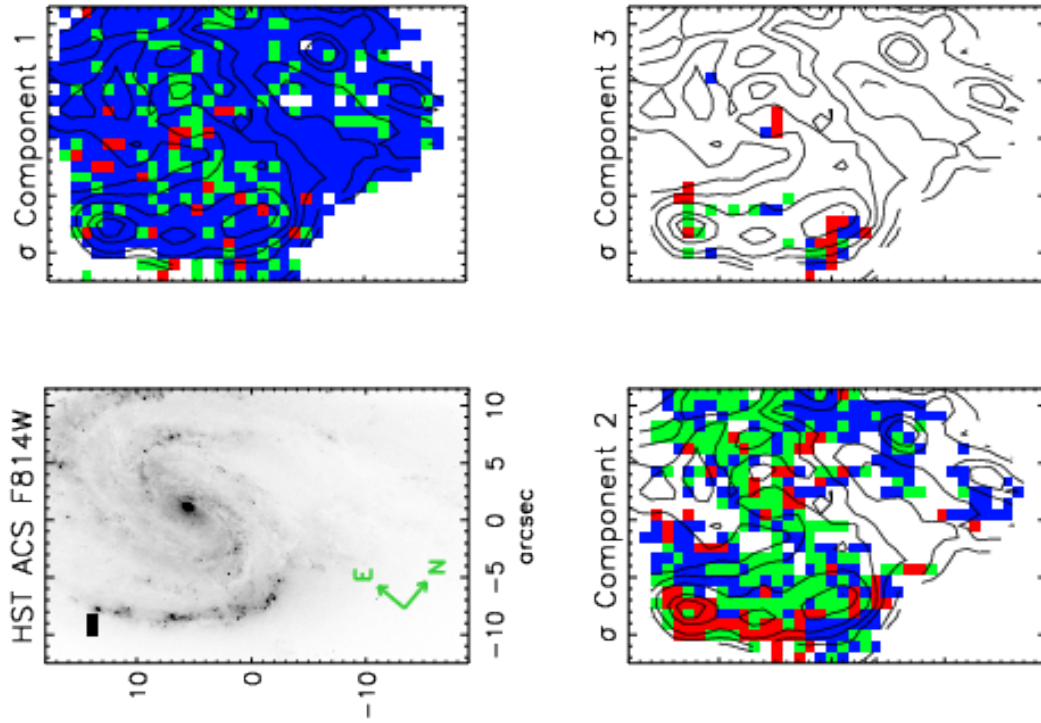 HST ACS F814W
σ Component 1
10
0
-10
E
N
-10 -5 0 5 10
arcsec
σ Component 2
σ Component 3